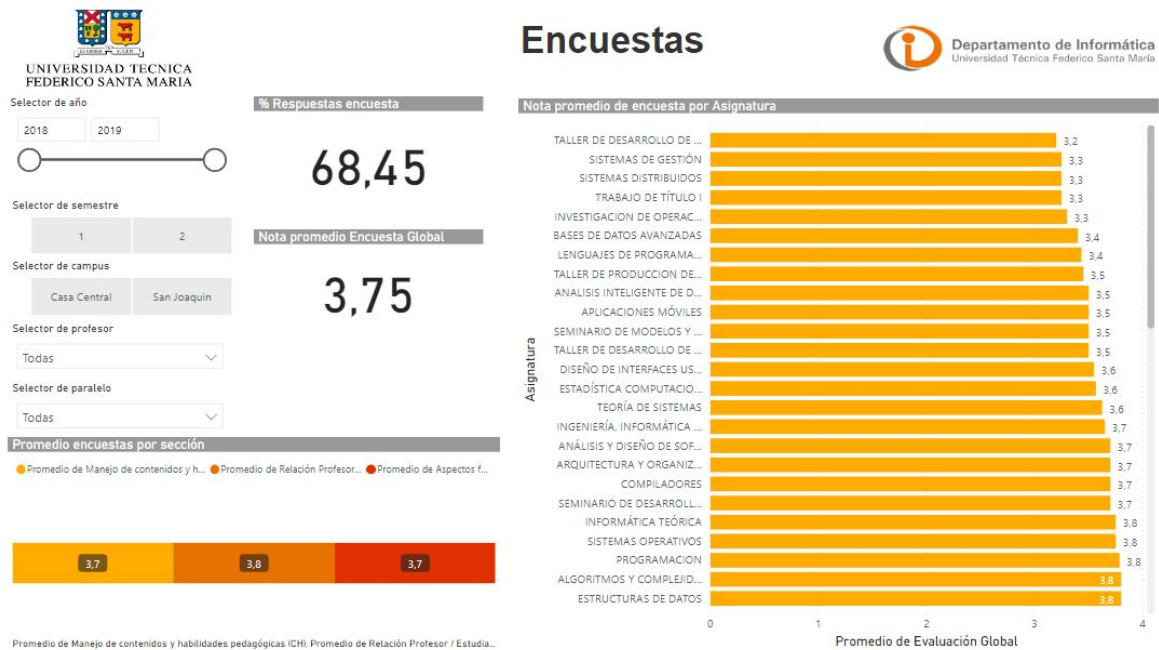 UNIVERSIDAD TECNICA
FEDERICO SANTA MARIA
Encuestas
Departamento de Informática
Universidad Técnica Federico Santa María
Selector de año
2018
2019
Selector de semestre
1
2
Selector de campus
Casa Central
San Joaquin
Selector de profesor
Todas
Selector de paralelo
Todas
% Respuestas encuesta
68,45
Nota promedio Encuesta Global
3,75
Promedio encuestas por sección
Promedio de Manejo de contenidos y h... Promedio de Relación Profesor... Promedio de Aspectos f...
3,7
3,8
3,7
Promedio de Manejo de contenidos y habilidades pedagógicas (CH), Promedio de Relación Profesor / Estudia...
Nota promedio de encuesta por Asignatura
Asignatura
TALLER DE DESARROLLO DE ... 3,2
SISTEMAS DE GESTIÓN 3,3
SISTEMAS DISTRIBUIDOS 3,3
TRABAJO DE TÍTULO I 3,3
INVESTIGACION DE OPERAC... 3,3
BASES DE DATOS AVANZADAS 3,4
LENGUAJES DE PROGRAMA... 3,4
TALLER DE PRODUCCION DE... 3,5
ANALISIS INTELIGENTE DE D... 3,5
APLICACIONES MÓVILES 3,5
SEMINARIO DE MODELOS Y ... 3,5
TALLER DE DESARROLLO DE ... 3,5
DISEÑO DE INTERFACES US... 3,6
ESTADÍSTICA COMPUTACIO... 3,6
TEORÍA DE SISTEMAS 3,6
INGENIERÍA, INFORMÁTICA ... 3,7
ANÁLISIS Y DISEÑO DE SOF... 3,7
ARQUITECTURA Y ORGANIZ... 3,7
COMPILADORES 3,7
SEMINARIO DE DESARROLL... 3,7
INFORMÁTICA TEÓRICA 3,8
SISTEMAS OPERATIVOS 3,8
PROGRAMACION 3,8
ALGORITMOS Y COMPLEJID... 3,8
ESTRUCTURAS DE DATOS 3,8
0 1 2 3 4
Promedio de Evaluación Global